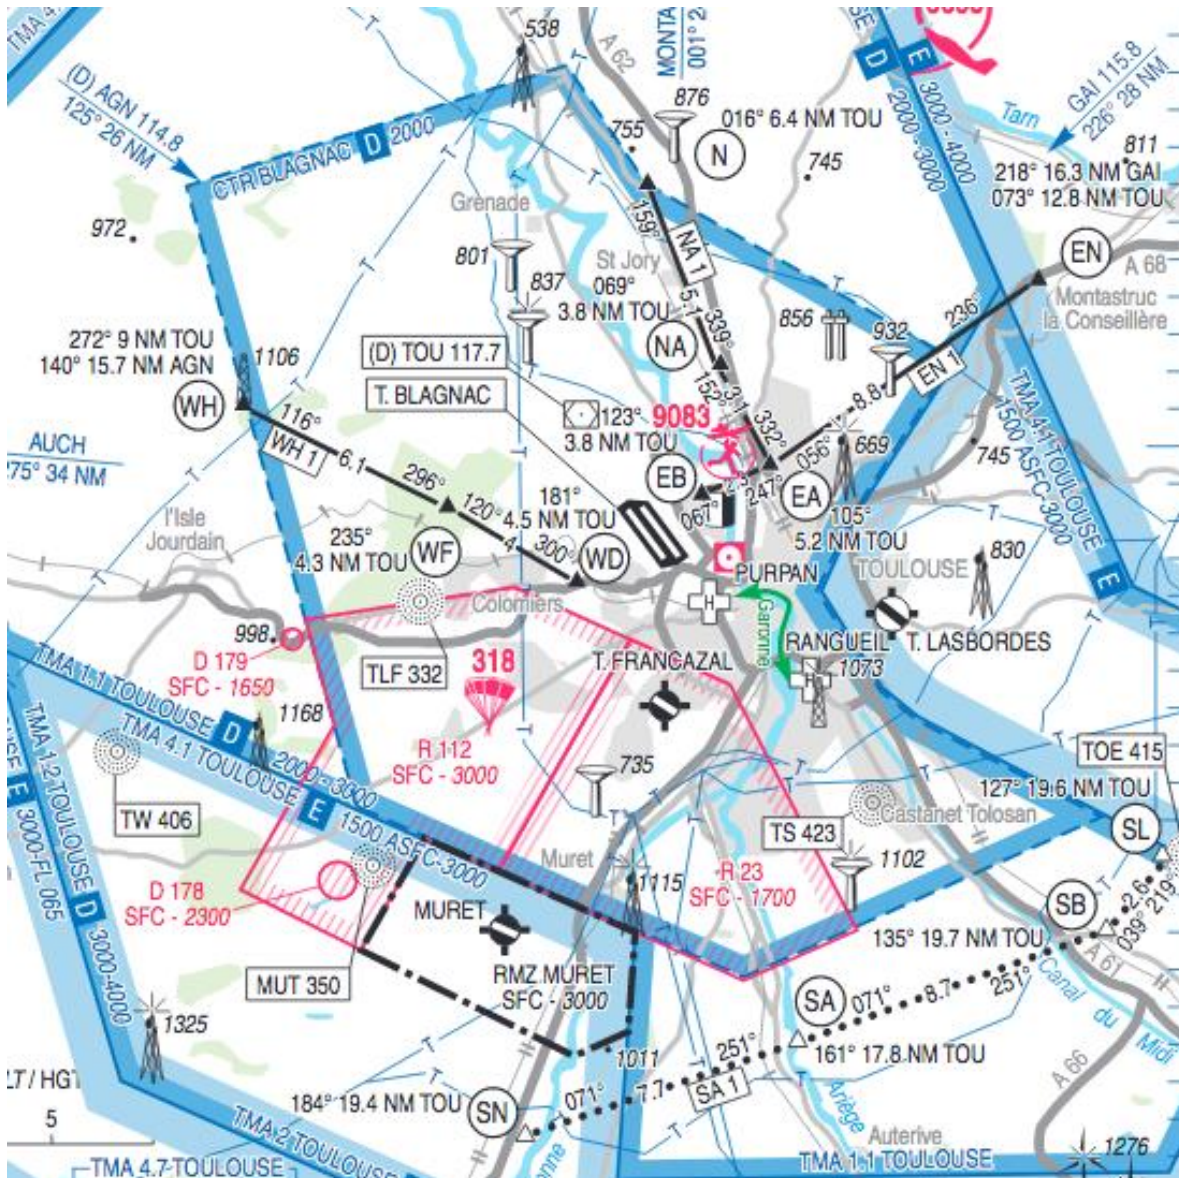 TMA 4.
538
A 62
MONTA
001° 2
D
E
2000-3000
3000-4000
GAI 115.8
226° 28 NM
Tarn
(D) AGN 114.8
125° 26 NM
CTR BLAGNAC D 2000
876
016° 6.4 NM TOU
755
N
745
811
218° 16.3 NM GAI
073° 12.8 NM TOU
Grenade
972
159°
NA 1
EN
A 68
801
St Jory
837
069°
3.8 NM TOU
5.1
339°
236°
Montastruc
la Conseillère
856
932
272° 9 NM TOU
140° 15.7 NM AGN
1106
(D) TOU 117.7
NA
EN 1
WH
T. BLAGNAC
152°
3.1
332°
8.8
116°
WH 1
6.1
123°
3.8 NM TOU
9083
056°
669
AUCH
75° 34 NM
745
TMA 4.1 TOULOUSE
1500 ASFC-3000
E
296°
EB
247°
EA
067°
181°
4.5 NM TOU
120°
4
300°
l'Isle
Jourdain
235°
4.3 NM TOU
WF
WD
105°
5.2 NM TOU
830
PURPAN
TOULOUSE
H
Colomiers
Garonne
998
D 179
SFC - 1650
TLF 332
318
T. FRANCAZAL
RANGUEIL
T. LASBORDES
H
1073
TMA 1.1 TOULOUSE D 2000-3000
TMA 4.1 TOULOUSE E 1500 ASFC-3000
1168
R 112
SFC - 3000
TMA 1.2 TOULOUSE D 3000-4000
E 3000-FL 065
735
TOE 415
127° 19.6 NM TOU
TW 406
TS 423
Castanet Tolosan
SL
Muret
1102
D 178
SFC - 2300
1115
R 23
SFC - 1700
MURET
2.6
219°
039°
SB
135° 19.7 NM TOU
MUT 350
RMZ MURET
SFC - 3000
A 61
Canal du Midi
SA
071°
8.7
251°
1325
1011
161° 17.8 NM TOU
LT / HGT
5
251°
7.7
SA 1
071°
184° 19.4 NM TOU
SN
A 66
Ariège
Auterive
TMA 2 TOULOUSE
TMA 4.7 TOULOUSE
TMA 1.1 TOULOUSE
1276